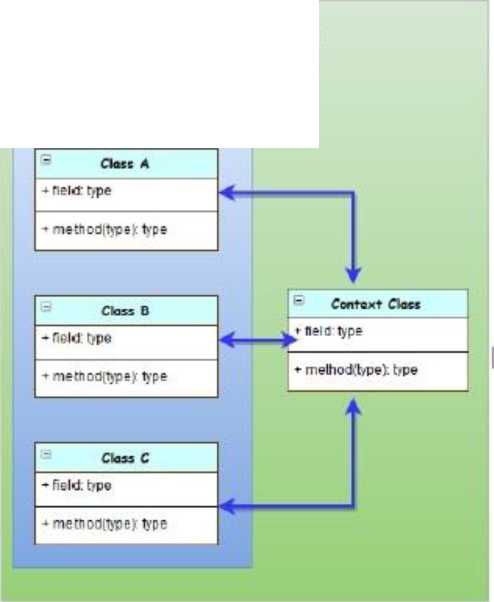 Class A
+ field: type
+ method(type): type
Class B
+ field: type
+ method(type): type
Context Class
+ field: type
+ method(type): type
Class C
+ field: type
+ method(type): type